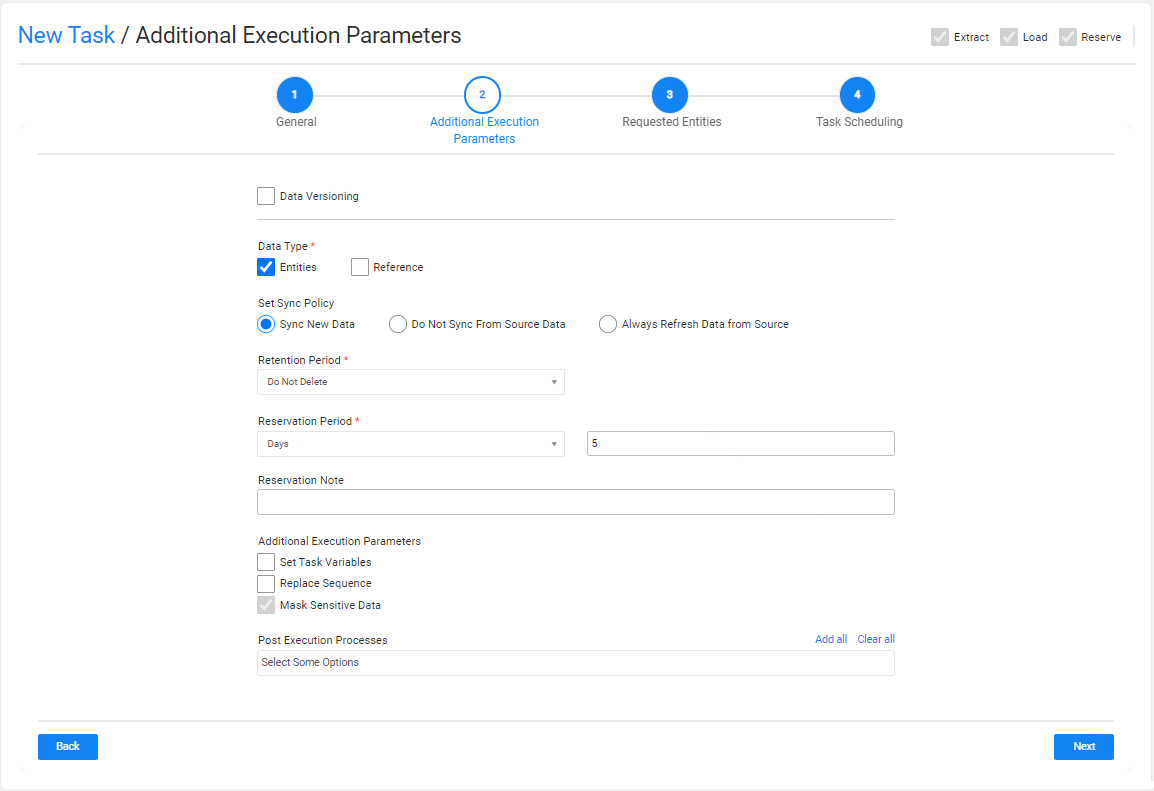 New Task / Additional Execution Parameters
Extract Load Reserve
1 2 3 4
General Additional Execution Requested Entities Task Scheduling
Parameters
Data Versioning
Data Type *
Entities Reference
Set Sync Policy
Sync New Data Do Not Sync From Source Data Always Refresh Data from Source
Retention Period *
Do Not Delete
Reservation Period *
Days 5
Reservation Note
Additional Execution Parameters
Set Task Variables
Replace Sequence
Mask Sensitive Data
Post Execution Processes Add all Clear all
Select Some Options
Back Next